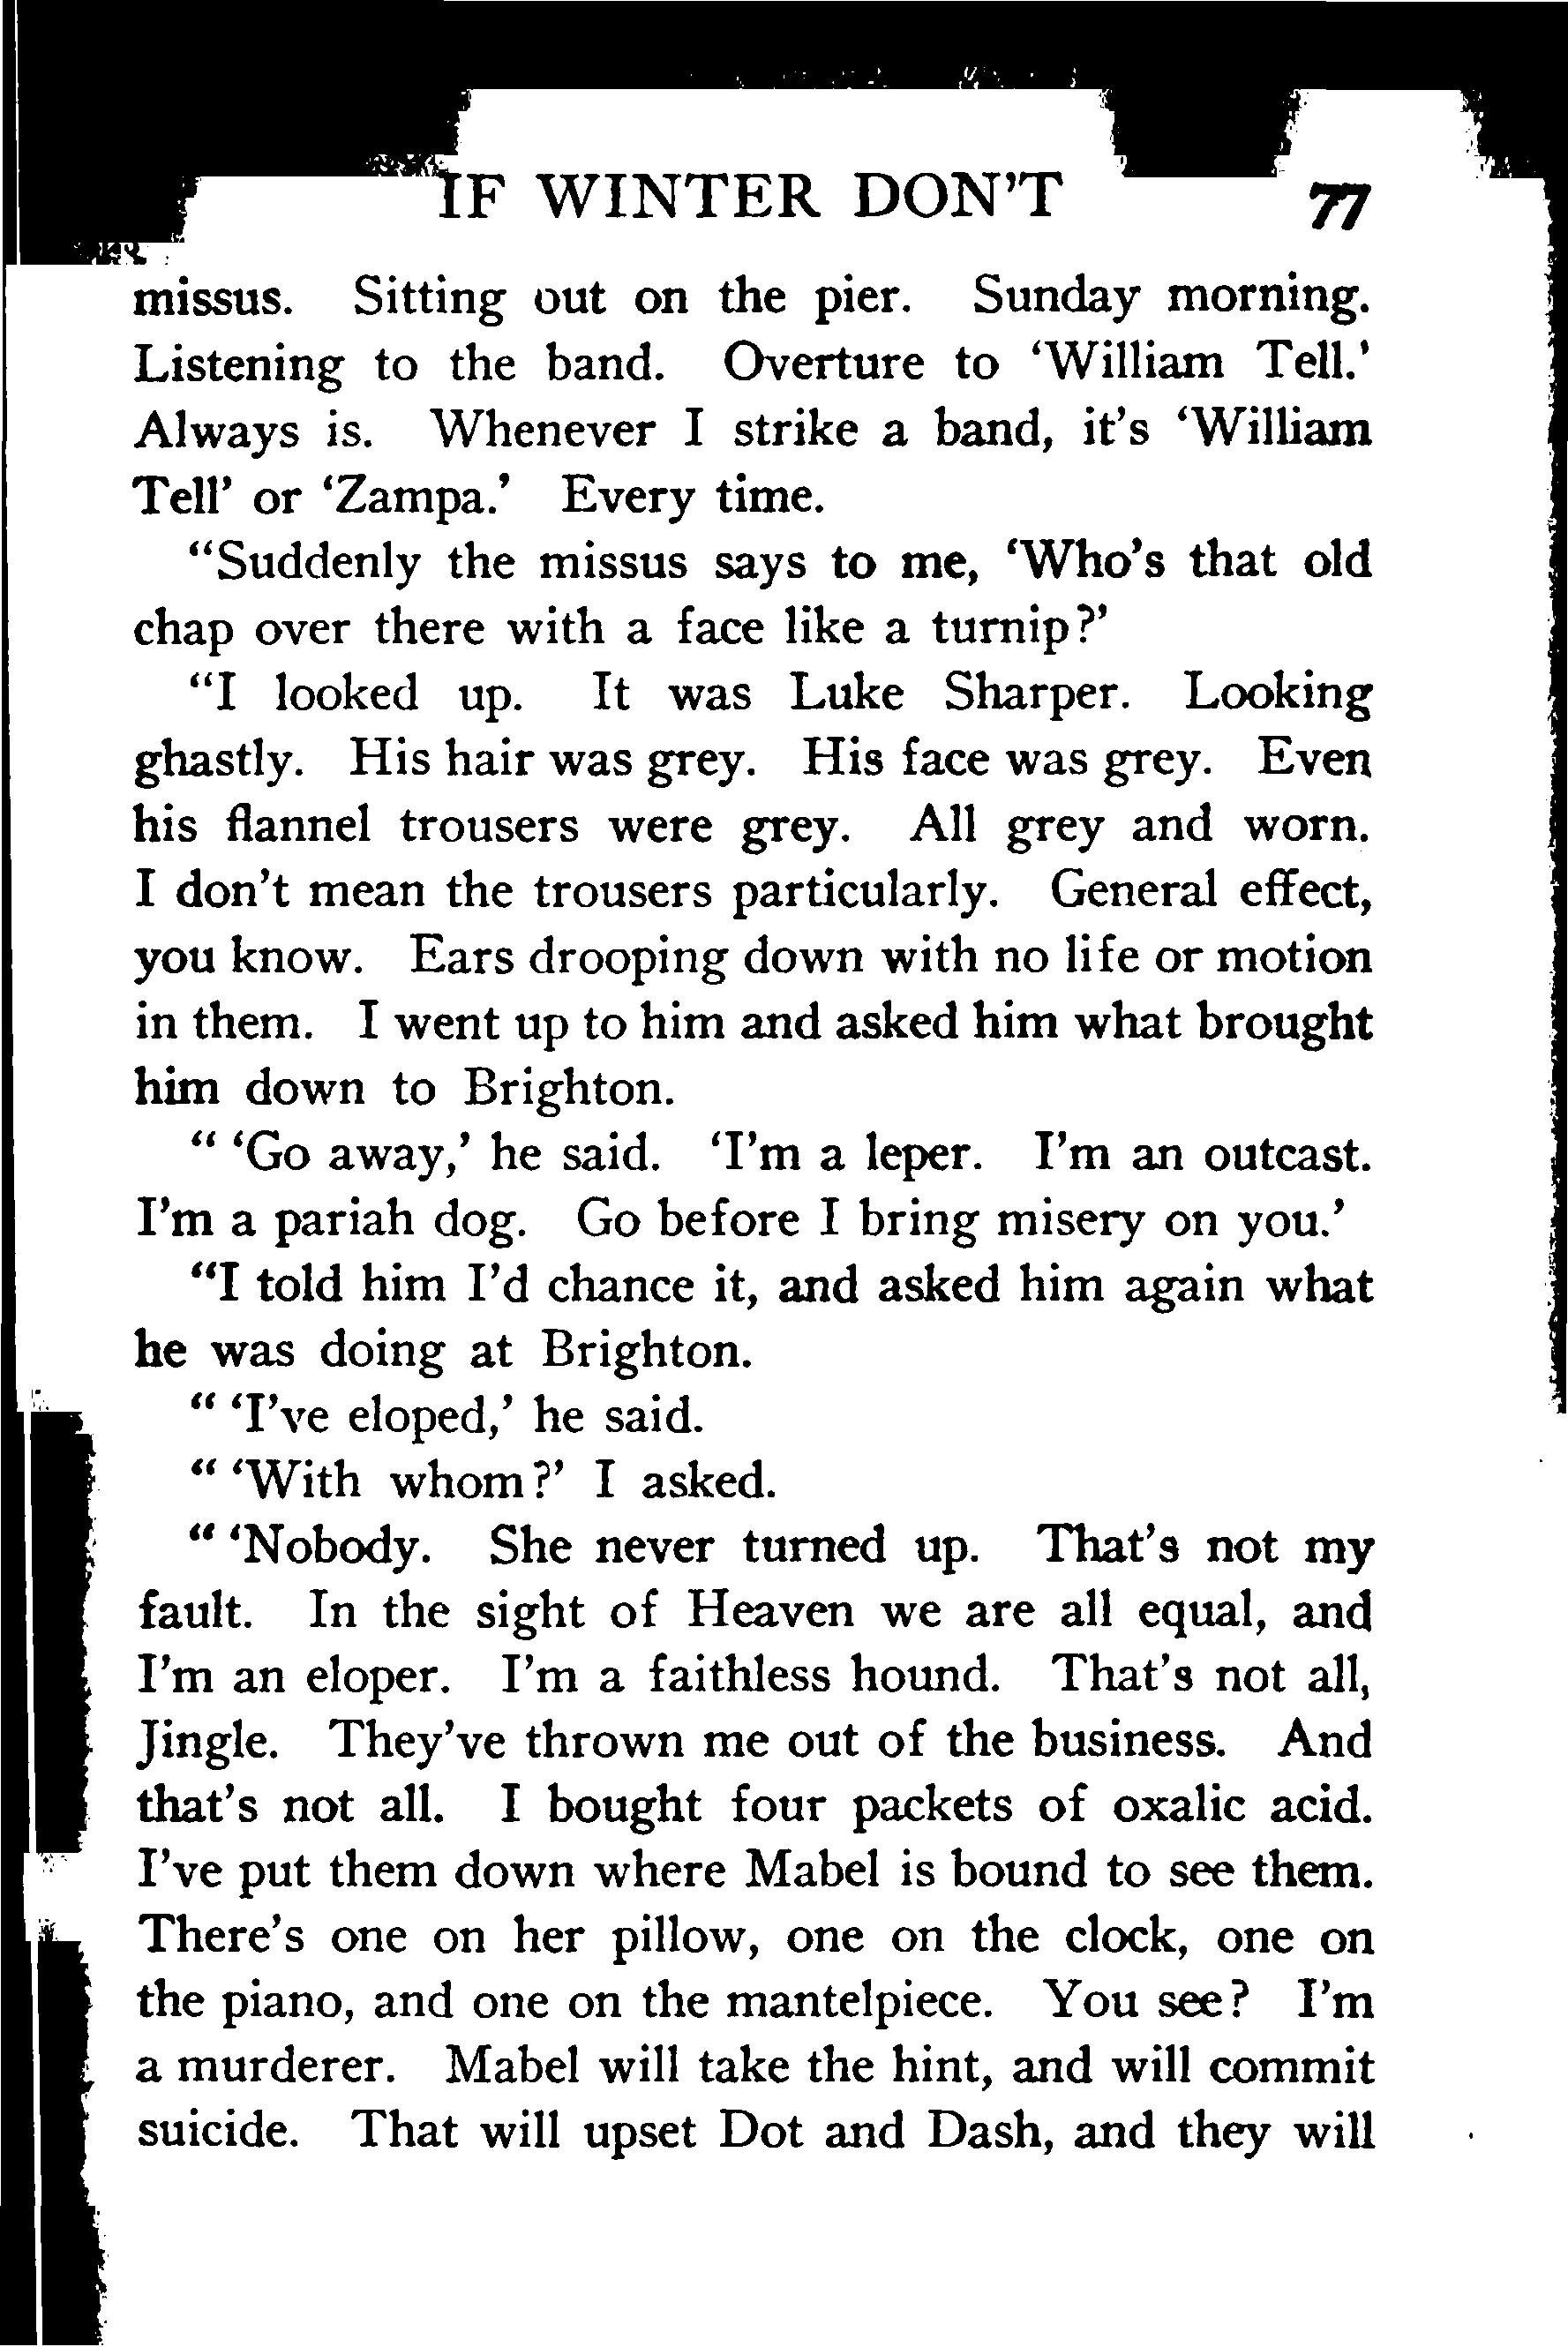 IF WINTER DON'T 77
missus. Sitting out on the pier. Sunday morning.
Listening to the band. Overture to ‘William Tell.’
Always is. Whenever I strike a band, it’s ‘William
Tell’ or ‘Zampa.’ Every time.
“Suddenly the missus says to me, ‘Who’s that old
chap over there with a face like a turnip?’
“I looked up. It was Luke Sharper. Looking
ghastly. His hair was grey. His face was grey. Even
his flannel trousers were grey. All grey and worn.
I don’t mean the trousers particularly. General effect,
you know. Ears drooping down with no life or motion
in them. I went up to him and asked him what brought
him down to Brighton.
“ ‘Go away,’ he said. ‘I’m a leper. I’m an outcast.
I’m a pariah dog. Go before I bring misery on you.’
“I told him I’d chance it, and asked him again what
he was doing at Brighton.
“ ‘I’ve eloped,’ he said.
“ ‘With whom?’ I asked.
“ ‘Nobody. She never turned up. That’s not my
fault. In the sight of Heaven we are all equal, and
I’m an eloper. I’m a faithless hound. That’s not all,
Jingle. They’ve thrown me out of the business. And
that’s not all. I bought four packets of oxalic acid.
I’ve put them down where Mabel is bound to see them.
There’s one on her pillow, one on the clock, one on
the piano, and one on the mantelpiece. You see? I’m
a murderer. Mabel will take the hint, and will commit
suicide. That will upset Dot and Dash, and they will